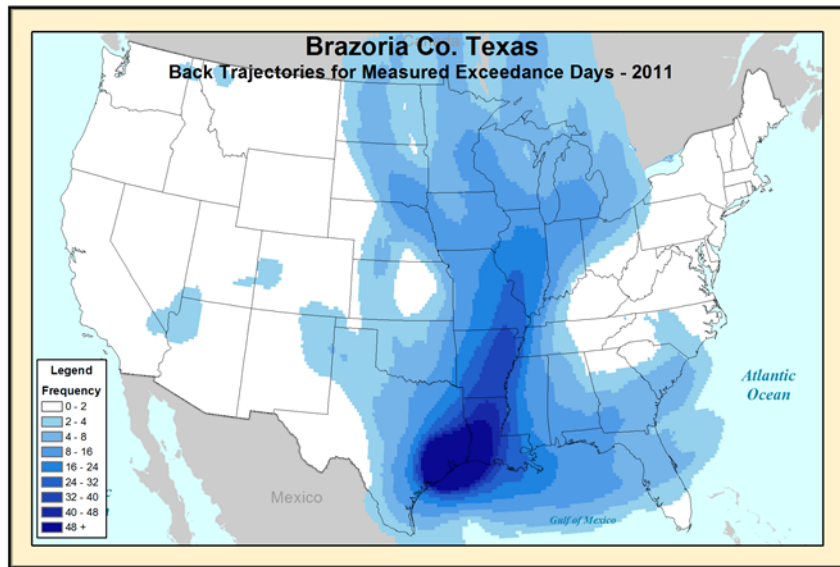 Canada
Brazoria Co. Texas
Back Trajectories for Measured Exceedance Days - 2011
Legend
Frequency
0 - 2
2 - 4
4 - 8
8 - 16
16 - 24
24 - 32
32 - 40
40 - 48
48 +
Atlantic
Ocean
Mexico
Gulf of Mexico